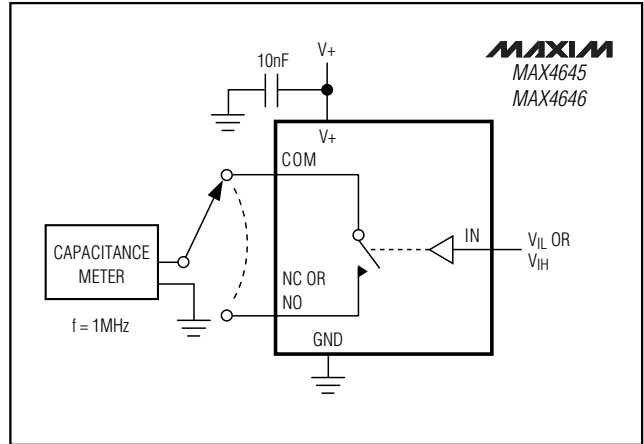 V+
10nF
MAXIM
MAX4645
MAX4646
V+
COM
IN
VIL OR
VIH
CAPACITANCE
METER
NC OR
NO
f = 1MHz
GND